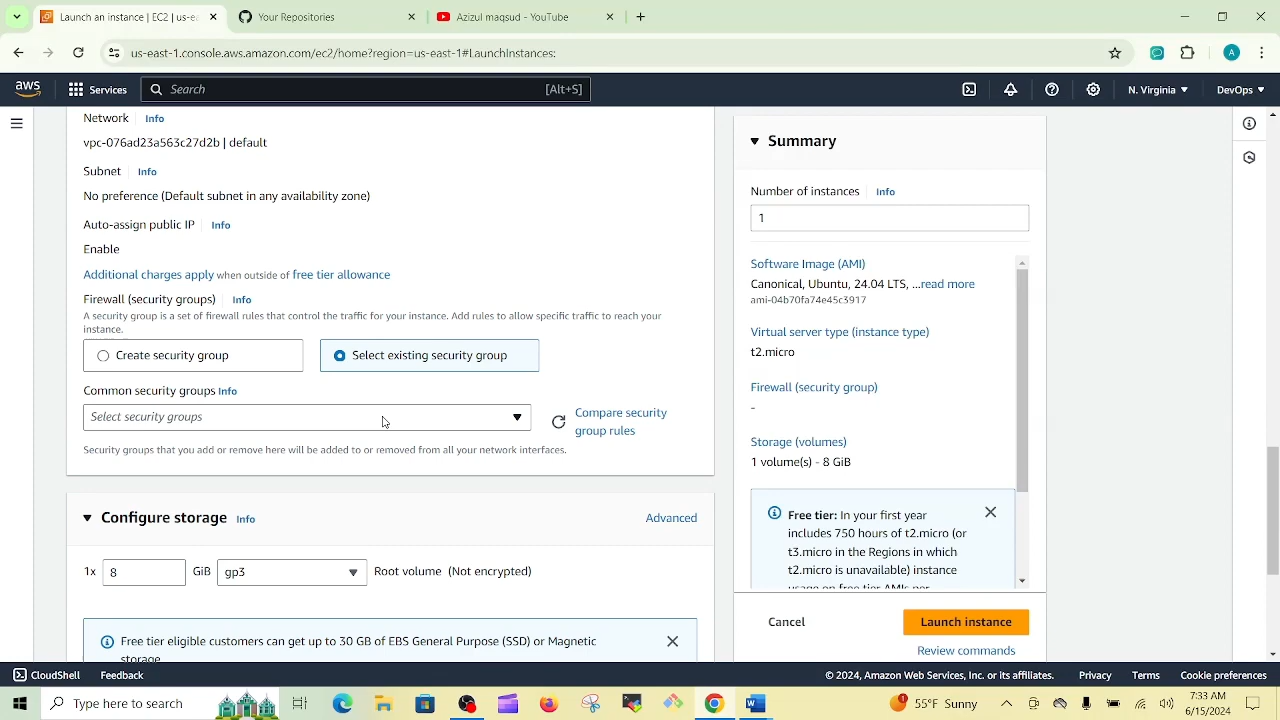 Launch an instance | EC2 | us-ea
Your Repositories
Azizul maqsud - YouTube
us-east-1.console.aws.amazon.com/ec2/home?region=us-east-1#LaunchInstances:
A
aws
Services
Search
[Alt+S]
N. Virginia
DevOps
Network
Info
vpc-076ad23a563c27d2b | default
Subnet
Info
No preference (Default subnet in any availability zone)
Auto-assign public IP
Info
Enable
Additional charges apply when outside of free tier allowance
Firewall (security groups)
Info
A security group is a set of firewall rules that control the traffic for your instance. Add rules to allow specific traffic to reach your
instance.
Create security group
Select existing security group
Common security groups Info
Select security groups
Compare security
group rules
Security groups that you add or remove here will be added to or removed from all your network interfaces.
Configure storage
Info
Advanced
1x
8
GiB
gp3
Root volume (Not encrypted)
Free tier eligible customers can get up to 30 GB of EBS General Purpose (SSD) or Magnetic
storage
Summary
Number of instances
Info
1
Software Image (AMI)
Canonical, Ubuntu, 24.04 LTS, ...read more
ami-04b70fa74e45c3917
Virtual server type (instance type)
t2.micro
Firewall (security group)
-
Storage (volumes)
1 volume(s) - 8 GiB
Free tier: In your first year
includes 750 hours of t2.micro (or
t3.micro in the Regions in which
t2.micro is unavailable) instance
usage on free tier AMIs per
Cancel
Launch instance
Review commands
CloudShell
Feedback
© 2024, Amazon Web Services, Inc. or its affiliates.
Privacy
Terms
Cookie preferences
Type here to search
1
55°F Sunny
7:33 AM
6/15/2024